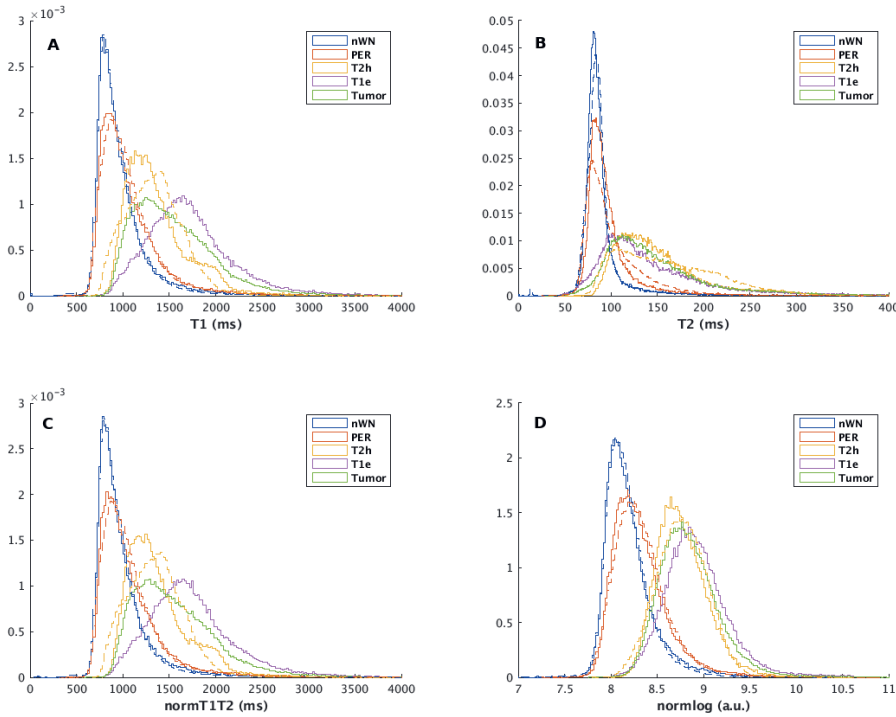 ×10⁻³
3
2.5
2
1.5
1
0.5
0
A
nWN
PER
T2h
T1e
Tumor
0 500 1000 1500 2000 2500 3000 3500 4000
T1 (ms)
0.05
0.045
0.04
0.035
0.03
0.025
0.02
0.015
0.01
0.005
0
B
nWN
PER
T2h
T1e
Tumor
0 50 100 150 200 250 300 350 400
T2 (ms)
×10⁻³
3
2.5
2
1.5
1
0.5
0
C
nWN
PER
T2h
T1e
Tumor
0 500 1000 1500 2000 2500 3000 3500 4000
normT1T2 (ms)
2.5
2
1.5
1
0.5
0
D
nWN
PER
T2h
T1e
Tumor
7 7.5 8 8.5 9 9.5 10 10.5 11
normlog (a.u.)